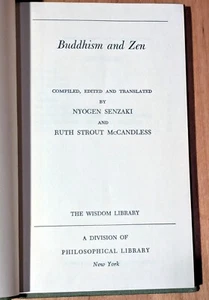 Buddhism and Zen
COMPILED, EDITED AND TRANSLATED
BY
NYOGEN SENZAKI
AND
RUTH STROUT McCANDLESS
THE WISDOM LIBRARY
A DIVISION OF
PHILOSOPHICAL LIBRARY
New York